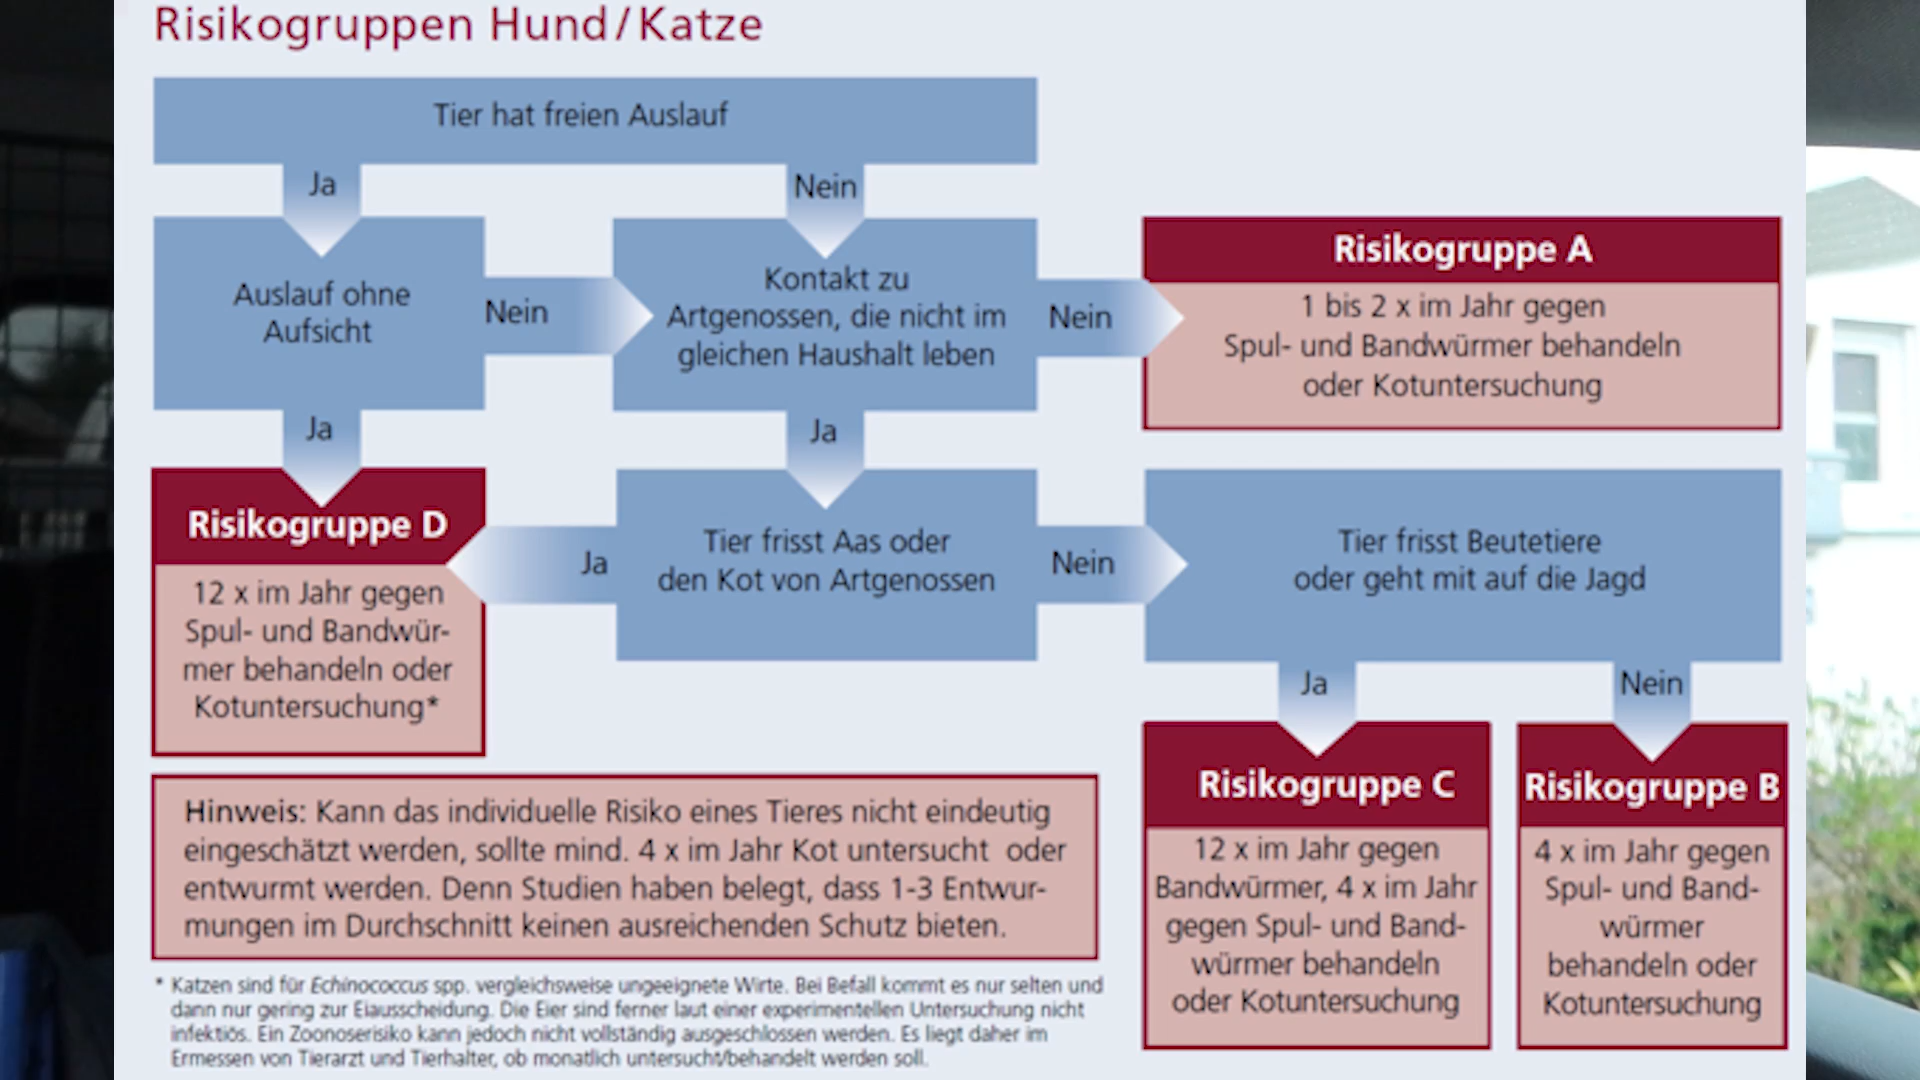 Risikogruppen Hund/Katze
Tier hat freien Auslauf
Ja
Nein
Auslauf ohne
Aufsicht
Nein
Kontakt zu
Artgenossen, die nicht im
gleichen Haushalt leben
Nein
Risikogruppe A
1 bis 2 x im Jahr gegen
Spul- und Bandwürmer behandeln
oder Kotuntersuchung
Ja
Ja
Risikogruppe D
12 x im Jahr gegen
Spul- und Bandwür-
mer behandeln oder
Kotuntersuchung*
Ja
Tier frisst Aas oder
den Kot von Artgenossen
Nein
Tier frisst Beutetiere
oder geht mit auf die Jagd
Ja
Nein
Risikogruppe C
12 x im Jahr gegen
Bandwürmer, 4 x im Jahr
gegen Spul- und Band-
würmer behandeln
oder Kotuntersuchung
Risikogruppe B
4 x im Jahr gegen
Spul- und Band-
würmer
behandeln oder
Kotuntersuchung
Hinweis: Kann das individuelle Risiko eines Tieres nicht eindeutig
eingeschätzt werden, sollte mind. 4 x im Jahr Kot untersucht oder
entwurmt werden. Denn Studien haben belegt, dass 1-3 Entwur-
mungen im Durchschnitt keinen ausreichenden Schutz bieten.
* Katzen sind für Echinococcus spp. vergleichsweise ungeeignete Wirte. Bei Befall kommt es nur selten und
dann nur gering zur Eiausscheidung. Die Eier sind ferner laut einer experimentellen Untersuchung nicht
infektiös. Ein Zoonoserisiko kann jedoch nicht vollständig ausgeschlossen werden. Es liegt daher im
Ermessen von Tierarzt und Tierhalter, ob monatlich untersucht/behandelt werden soll.